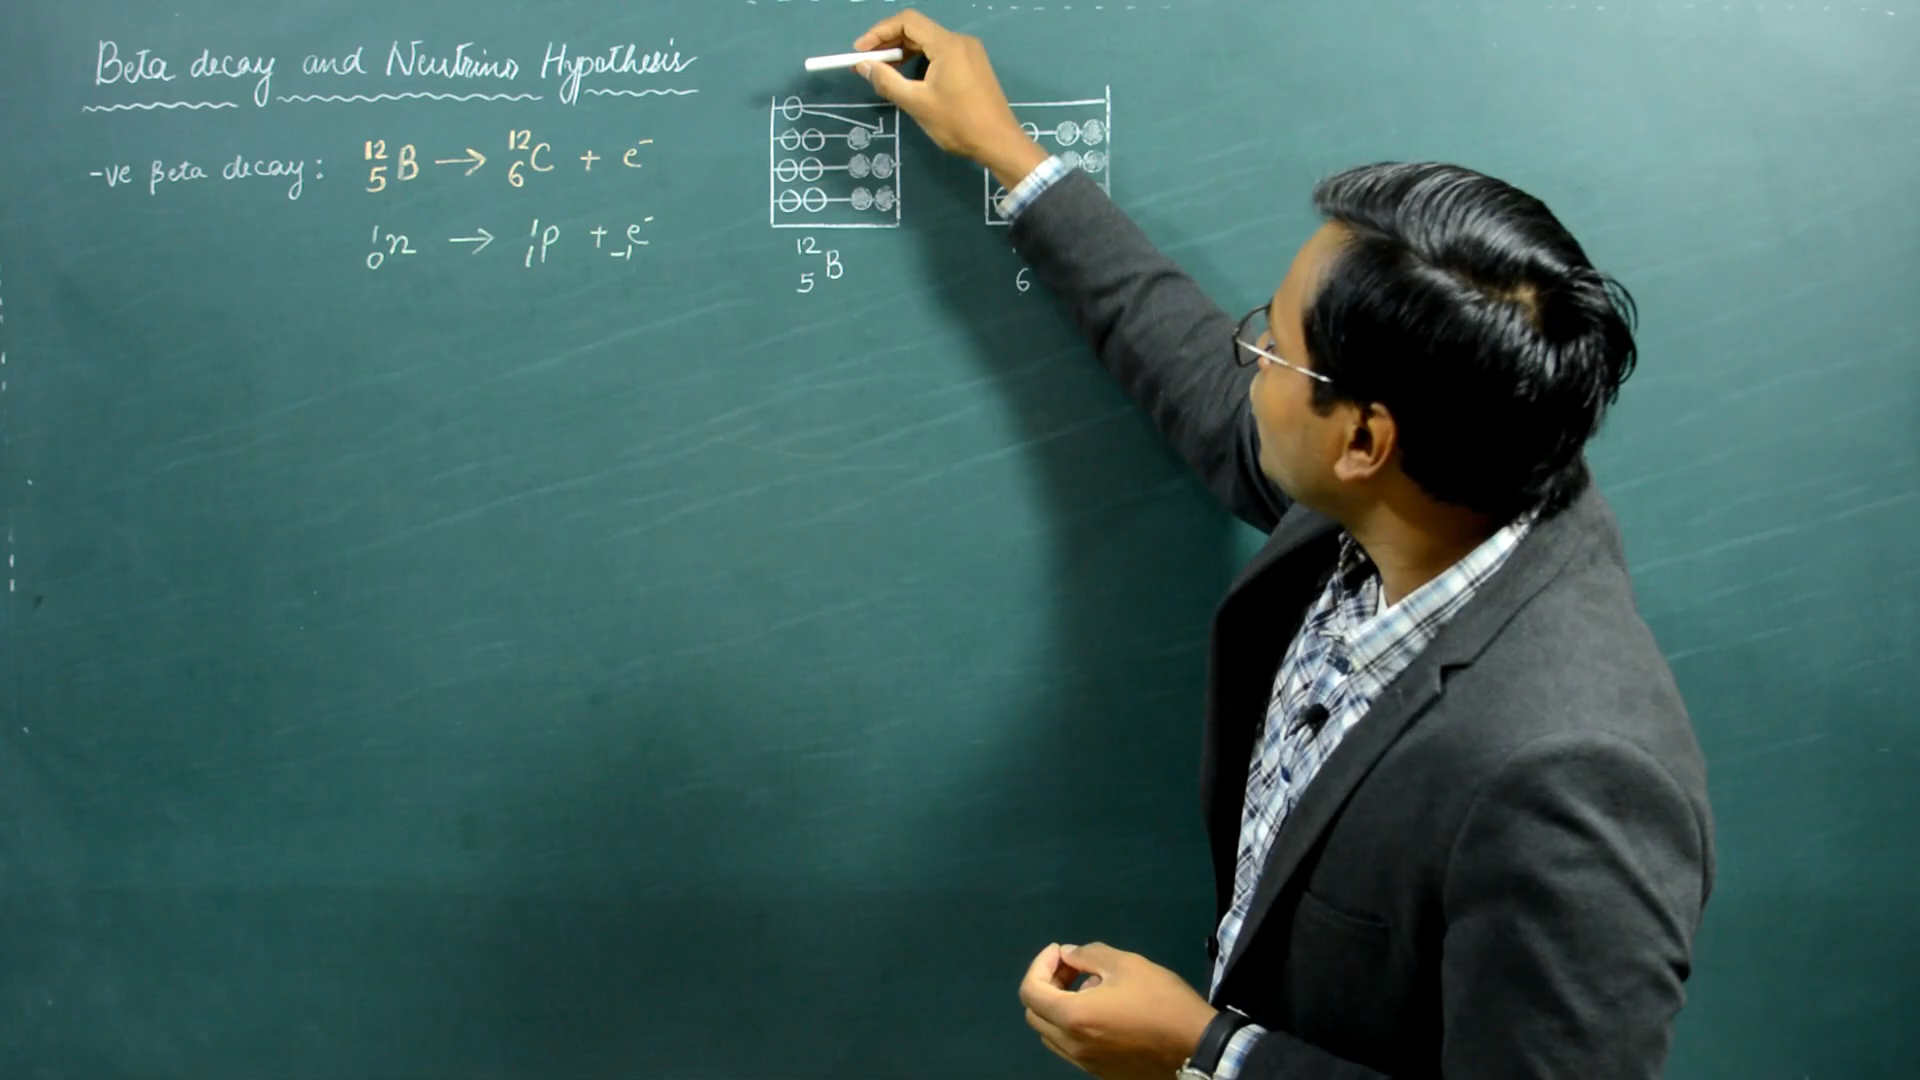 Beta decay and Neutrino Hypothesis
-ve Beta decay: ¹²₅B → ¹²₆C + e⁻
¹₀n → ¹₁p + ₋₁e⁻
¹²₅B
6